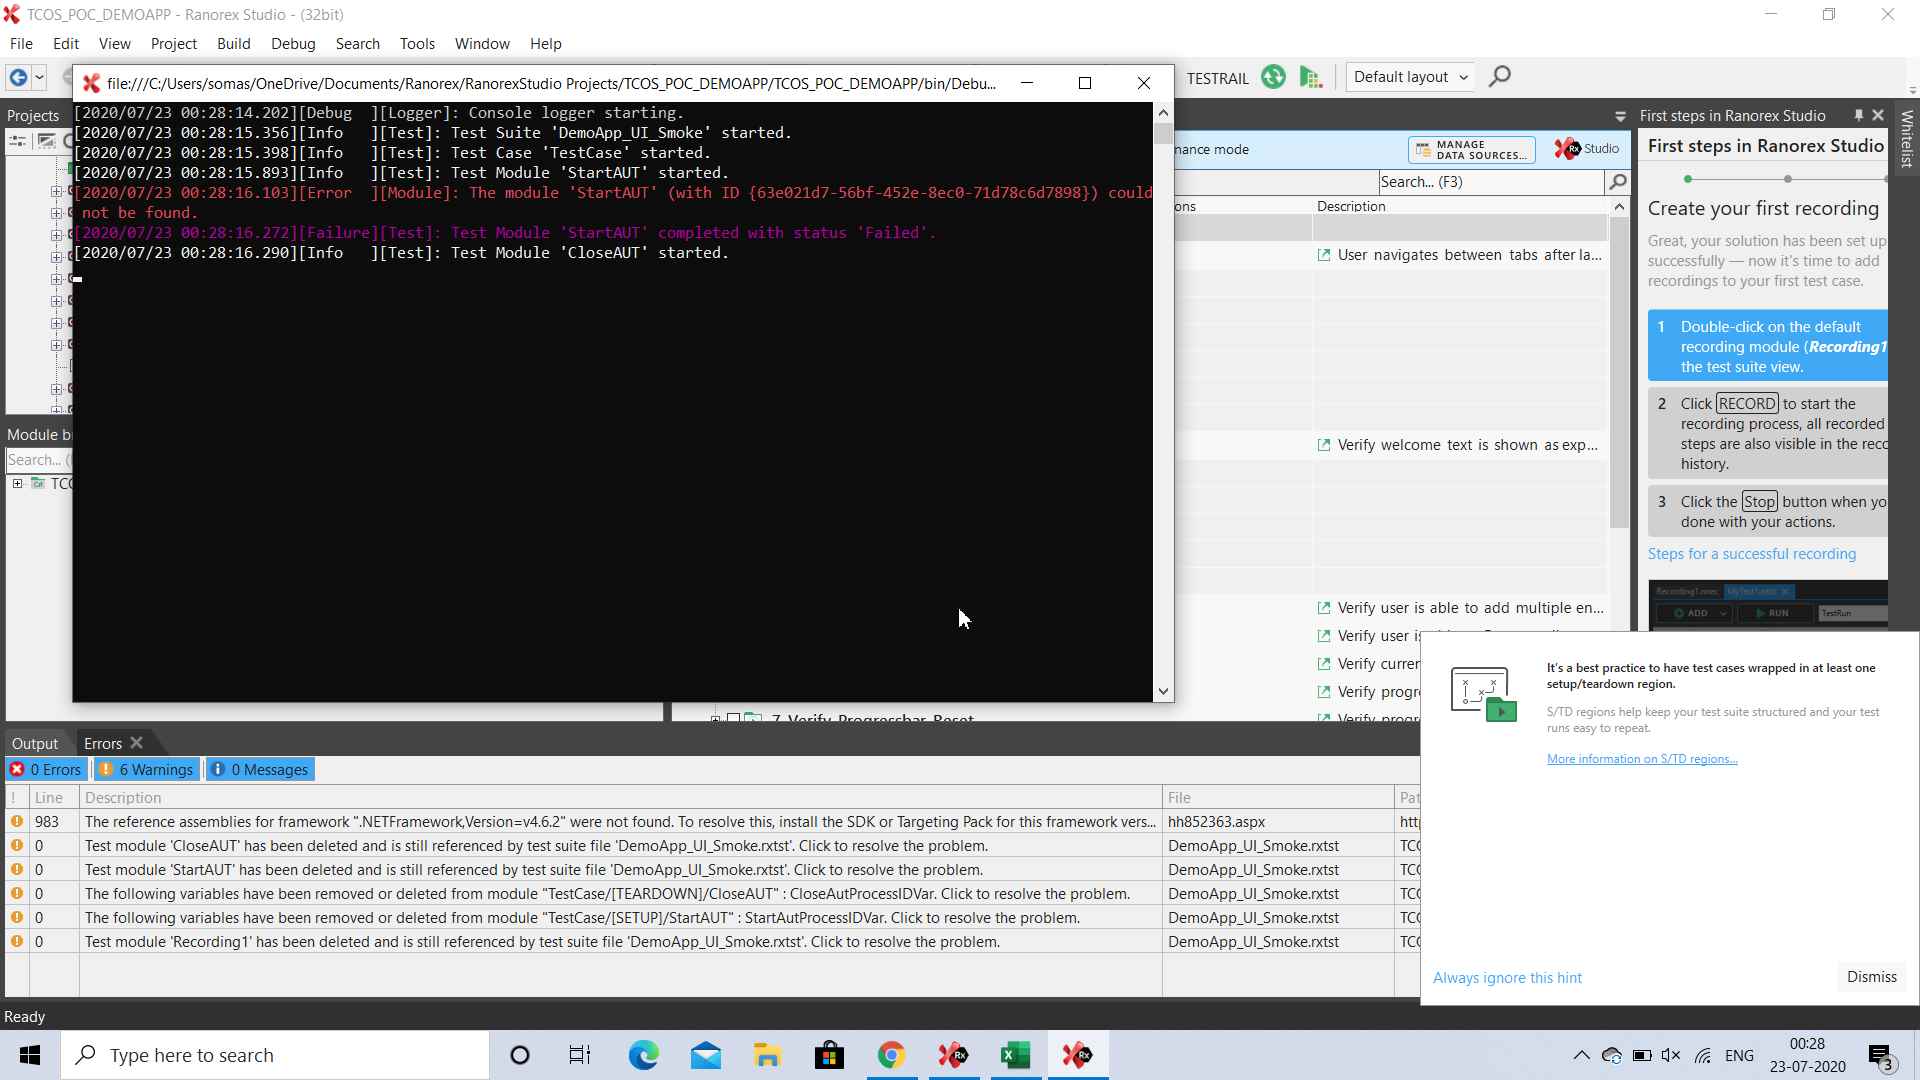 TCOS_POC_DEMOAPP - Ranorex Studio - (32bit)
File Edit View Project Build Debug Search Tools Window Help
file:///C:/Users/somas/OneDrive/Documents/Ranorex/RanorexStudio Projects/TCOS_POC_DEMOAPP/TCOS_POC_DEMOAPP/bin/Debu...
TESTRAIL
Default layout
[2020/07/23 00:28:14.202][Debug ][Logger]: Console logger starting.
[2020/07/23 00:28:15.356][Info ][Test]: Test Suite 'DemoApp_UI_Smoke' started.
[2020/07/23 00:28:15.398][Info ][Test]: Test Case 'TestCase' started.
[2020/07/23 00:28:15.893][Info ][Test]: Test Module 'StartAUT' started.
[2020/07/23 00:28:16.103][Error ][Module]: The module 'StartAUT' (with ID {63e021d7-56bf-452e-8ec0-71d78c6d7898}) could
not be found.
[2020/07/23 00:28:16.272][Failure][Test]: Test Module 'StartAUT' completed with status 'Failed'.
[2020/07/23 00:28:16.290][Info ][Test]: Test Module 'CloseAUT' started.
Projects
Module b
Search...
TCO
nance mode
MANAGE
DATA SOURCES...
Rx Studio
Search... (F3)
ons
Description
User navigates between tabs after la...
Verify welcome text is shown as exp...
Verify user is able to add multiple en...
Verify user is
Verify curre
Verify progr
Verify progr
7 Verify Progressbar Reset
First steps in Ranorex Studio
First steps in Ranorex Studio
Create your first recording
Great, your solution has been set up
successfully — now it's time to add
recordings to your first test case.
1 Double-click on the default
recording module (Recording1
the test suite view.
2 Click RECORD to start the
recording process, all recorded
steps are also visible in the reco
history.
3 Click the Stop button when yo
done with your actions.
Steps for a successful recording
ADD
RUN
TestRun
Whitelist
It's a best practice to have test cases wrapped in at least one
setup/teardown region.
S/TD regions help keep your test suite structured and your test
runs easy to repeat.
More information on S/TD regions...
Always ignore this hint
Dismiss
Output
Errors
0 Errors
6 Warnings
0 Messages
! Line Description File Pat
983 The reference assemblies for framework ".NETFramework,Version=v4.6.2" were not found. To resolve this, install the SDK or Targeting Pack for this framework vers... hh852363.aspx htt
0 Test module 'CloseAUT' has been deleted and is still referenced by test suite file 'DemoApp_UI_Smoke.rxtst'. Click to resolve the problem. DemoApp_UI_Smoke.rxtst TCO
0 Test module 'StartAUT' has been deleted and is still referenced by test suite file 'DemoApp_UI_Smoke.rxtst'. Click to resolve the problem. DemoApp_UI_Smoke.rxtst TCO
0 The following variables have been removed or deleted from module "TestCase/[TEARDOWN]/CloseAUT" : CloseAutProcessIDVar. Click to resolve the problem. DemoApp_UI_Smoke.rxtst TCO
0 The following variables have been removed or deleted from module "TestCase/[SETUP]/StartAUT" : StartAutProcessIDVar. Click to resolve the problem. DemoApp_UI_Smoke.rxtst TCO
0 Test module 'Recording1' has been deleted and is still referenced by test suite file 'DemoApp_UI_Smoke.rxtst'. Click to resolve the problem. DemoApp_UI_Smoke.rxtst TCO
Ready
Type here to search
ENG
00:28
23-07-2020
3